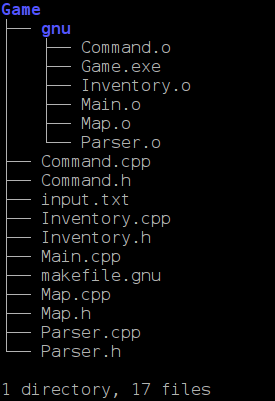 Game
├── gnu
│   ├── Command.o
│   ├── Game.exe
│   ├── Inventory.o
│   ├── Main.o
│   ├── Map.o
│   └── Parser.o
├── Command.cpp
├── Command.h
├── input.txt
├── Inventory.cpp
├── Inventory.h
├── Main.cpp
├── makefile.gnu
├── Map.cpp
├── Map.h
├── Parser.cpp
└── Parser.h
1 directory, 17 files